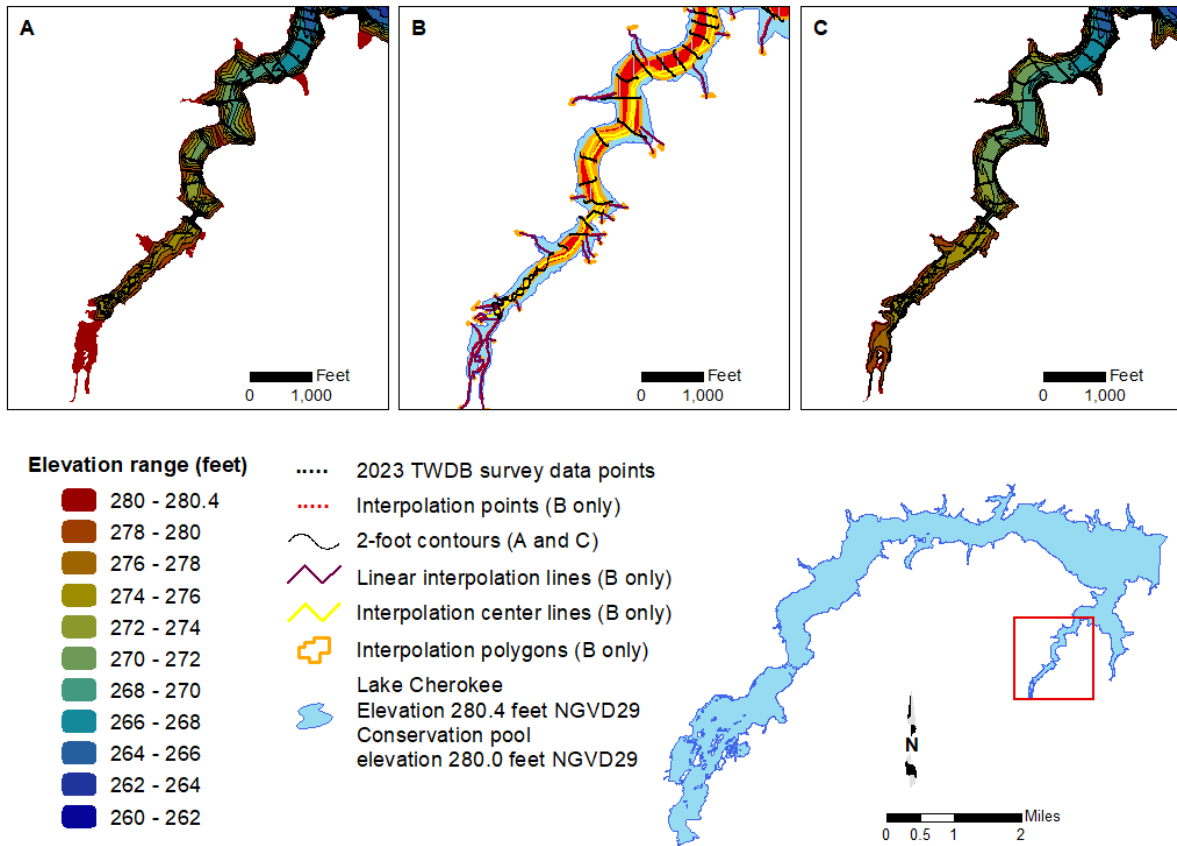 A
B
C
Feet
0 1,000
Feet
0 1,000
Feet
0 1,000
Elevation range (feet)
280 - 280.4
278 - 280
276 - 278
274 - 276
272 - 274
270 - 272
268 - 270
266 - 268
264 - 266
262 - 264
260 - 262
2023 TWDB survey data points
Interpolation points (B only)
2-foot contours (A and C)
Linear interpolation lines (B only)
Interpolation center lines (B only)
Interpolation polygons (B only)
Lake Cherokee
Elevation 280.4 feet NGVD29
Conservation pool
elevation 280.0 feet NGVD29
N
Miles
0 0.5 1 2